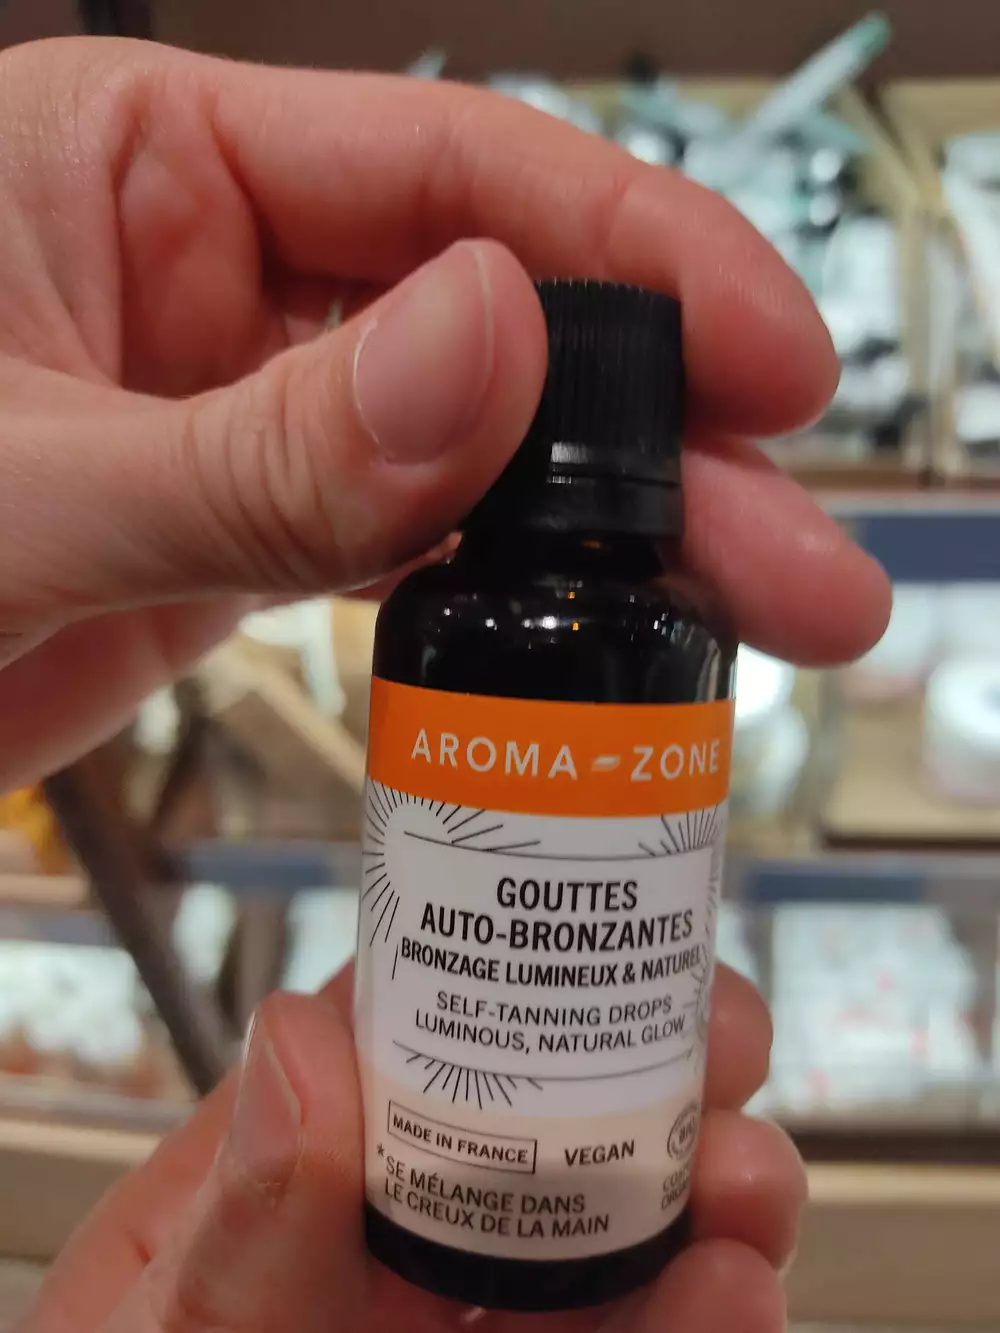 AROMA-ZONE
GOUTTES
AUTO-BRONZANTES
BRONZAGE LUMINEUX & NATUREL
SELF-TANNING DROPS
LUMINOUS, NATURAL GLOW
MADE IN FRANCE
VEGAN
BIO
*SE MÉLANGE DANS
LE CREUX DE LA MAIN